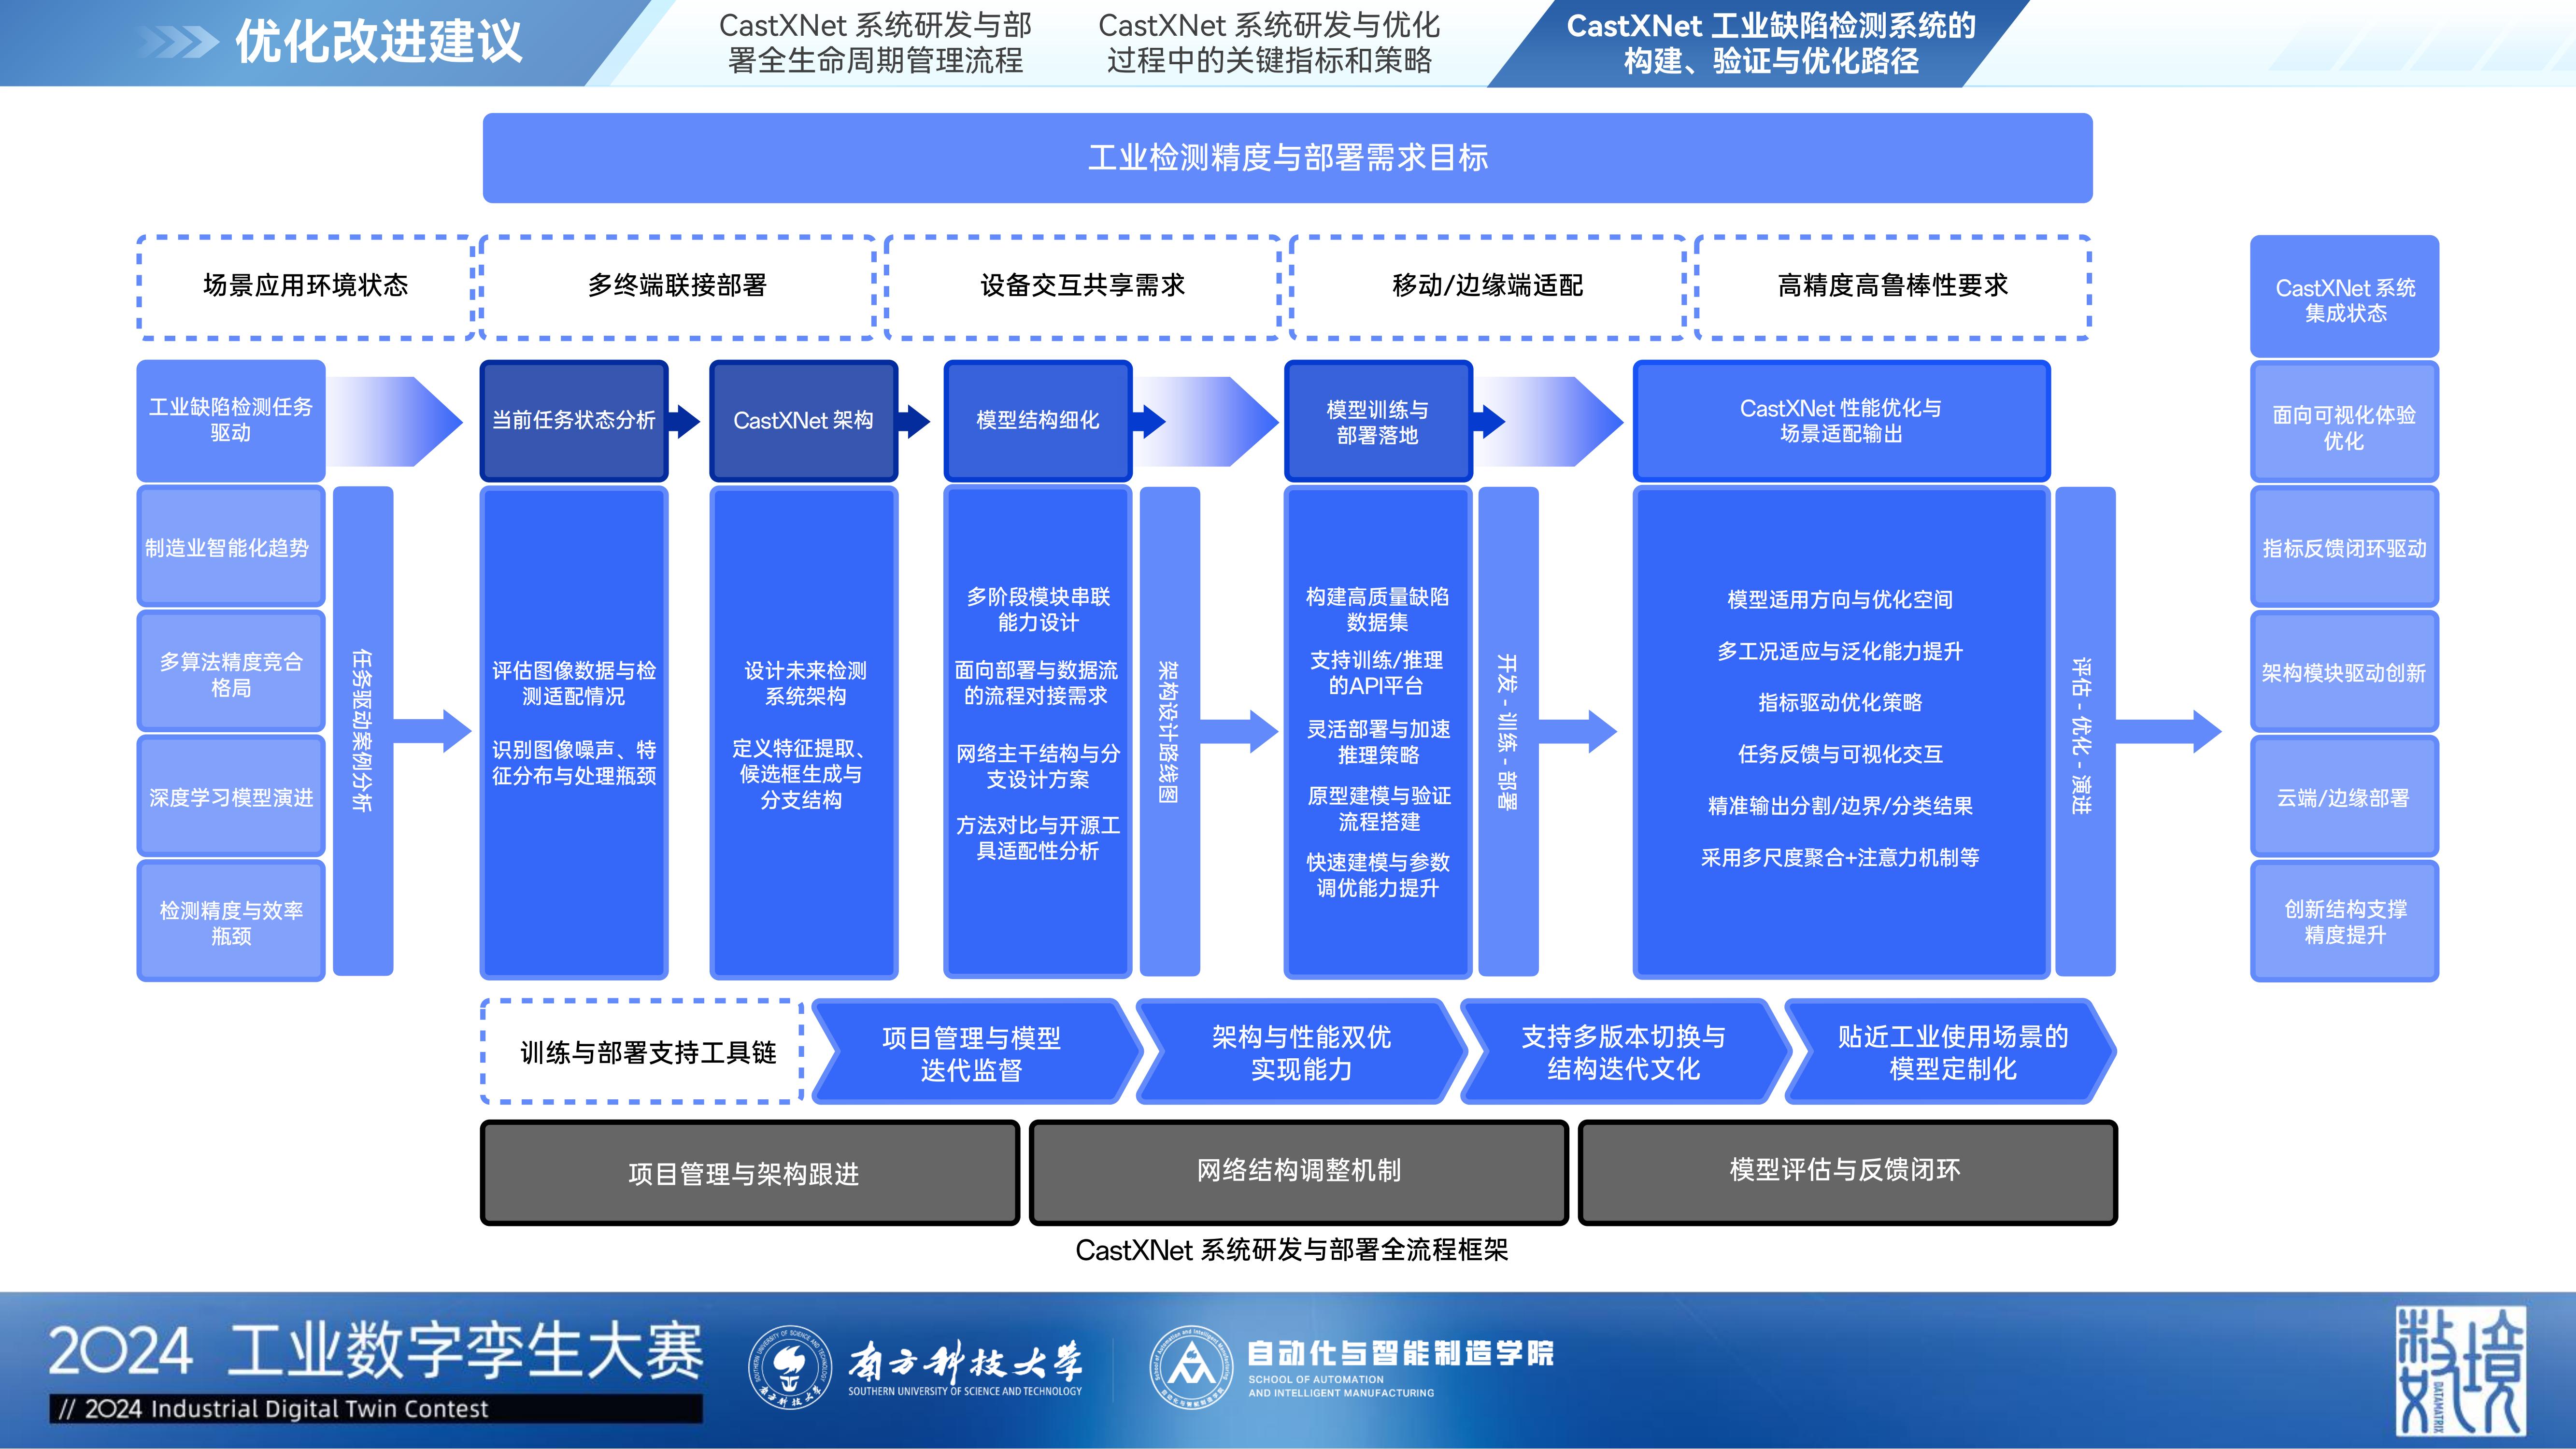 优化改进建议
CastXNet 系统研发与部
署全生命周期管理流程
CastXNet 系统研发与优化
过程中的关键指标和策略
CastXNet 工业缺陷检测系统的
构建、验证与优化路径
工业检测精度与部署需求目标
场景应用环境状态
多终端联接部署
设备交互共享需求
移动/边缘端适配
高精度高鲁棒性要求
CastXNet 系统
集成状态
工业缺陷检测任务
驱动
当前任务状态分析
CastXNet 架构
模型结构细化
模型训练与
部署落地
CastXNet 性能优化与
场景适配输出
面向可视化体验
优化
制造业智能化趋势
多算法精度竞合
格局
深度学习模型演进
检测精度与效率
瓶颈
任务驱动案例分析
评估图像数据与检
测适配情况
识别图像噪声、特
征分布与处理瓶颈
设计未来检测
系统架构
定义特征提取、
候选框生成与
分支结构
多阶段模块串联
能力设计
面向部署与数据流
的流程对接需求
网络主干结构与分
支设计方案
方法对比与开源工
具适配性分析
架构设计路线图
构建高质量缺陷
数据集
支持训练/推理
的API平台
灵活部署与加速
推理策略
原型建模与验证
流程搭建
快速建模与参数
调优能力提升
开发 - 训练 - 部署
模型适用方向与优化空间
多工况适应与泛化能力提升
指标驱动优化策略
任务反馈与可视化交互
精准输出分割/边界/分类结果
采用多尺度聚合+注意力机制等
评估 - 优化 - 演进
指标反馈闭环驱动
架构模块驱动创新
云端/边缘部署
创新结构支撑
精度提升
训练与部署支持工具链
项目管理与模型
迭代监督
架构与性能双优
实现能力
支持多版本切换与
结构迭代文化
贴近工业使用场景的
模型定制化
项目管理与架构跟进
网络结构调整机制
模型评估与反馈闭环
CastXNet 系统研发与部署全流程框架
2024 工业数字孪生大赛
// 2024 Industrial Digital Twin Contest
南方科技大学
SOUTHERN UNIVERSITY OF SCIENCE AND TECHNOLOGY
自动化与智能制造学院
SCHOOL OF AUTOMATION
AND INTELLIGENT MANUFACTURING
数境
DATAMATRIX